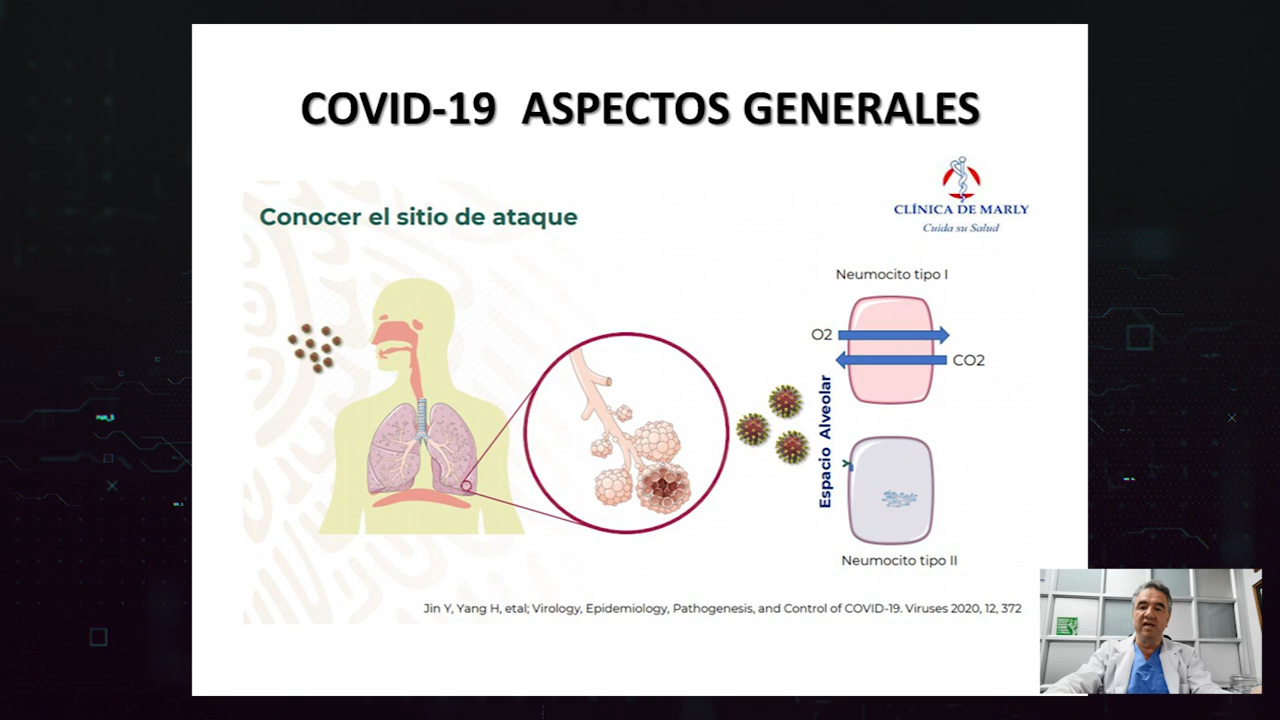 COVID-19 ASPECTOS GENERALES
Conocer el sitio de ataque
CLÍNICA DE MARLY
Cuida su Salud
Neumocito tipo I
O2
CO2
Espacio Alveolar
Neumocito tipo II
Jin Y, Yang H, etal; Virology, Epidemiology, Pathogenesis, and Control of COVID-19. Viruses 2020, 12, 372